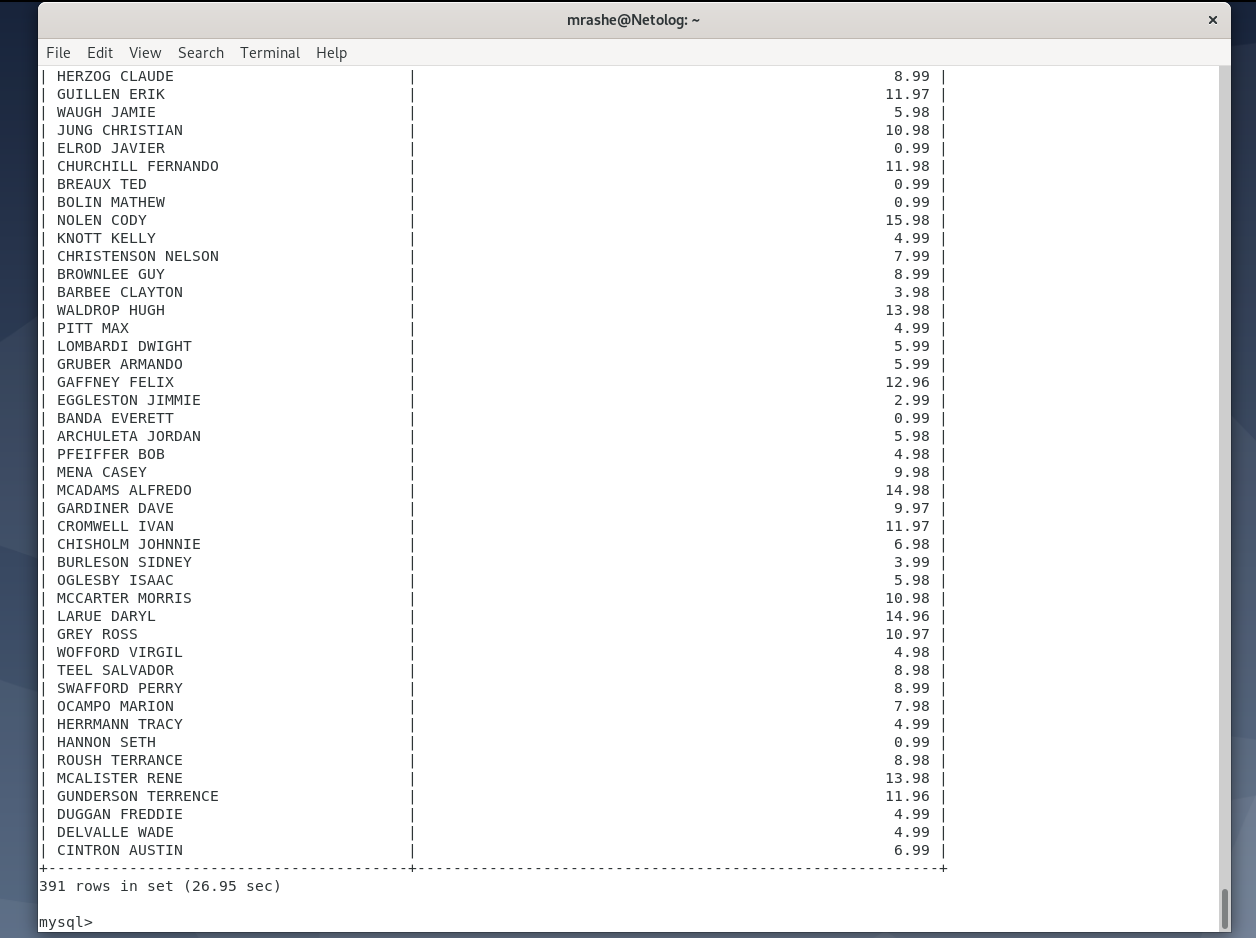 mrashe@Netolog: ~
×
File Edit View Search Terminal Help
| HERZOG CLAUDE | 8.99 |
| GUILLEN ERIK | 11.97 |
| WAUGH JAMIE | 5.98 |
| JUNG CHRISTIAN | 10.98 |
| ELROD JAVIER | 0.99 |
| CHURCHILL FERNANDO | 11.98 |
| BREAUX TED | 0.99 |
| BOLIN MATHEW | 0.99 |
| NOLEN CODY | 15.98 |
| KNOTT KELLY | 4.99 |
| CHRISTENSON NELSON | 7.99 |
| BROWNLEE GUY | 8.99 |
| BARBEE CLAYTON | 3.98 |
| WALDROP HUGH | 13.98 |
| PITT MAX | 4.99 |
| LOMBARDI DWIGHT | 5.99 |
| GRUBER ARMANDO | 5.99 |
| GAFFNEY FELIX | 12.96 |
| EGGLESTON JIMMIE | 2.99 |
| BANDA EVERETT | 0.99 |
| ARCHULETA JORDAN | 5.98 |
| PFEIFFER BOB | 4.98 |
| MENA CASEY | 9.98 |
| MCADAMS ALFREDO | 14.98 |
| GARDINER DAVE | 9.97 |
| CROMWELL IVAN | 11.97 |
| CHISHOLM JOHNNIE | 6.98 |
| BURLESON SIDNEY | 3.99 |
| OGLESBY ISAAC | 5.98 |
| MCCARTER MORRIS | 10.98 |
| LARUE DARYL | 14.96 |
| GREY ROSS | 10.97 |
| WOFFORD VIRGIL | 4.98 |
| TEEL SALVADOR | 8.98 |
| SWAFFORD PERRY | 8.99 |
| OCAMPO MARION | 7.98 |
| HERRMANN TRACY | 4.99 |
| HANNON SETH | 0.99 |
| ROUSH TERRANCE | 8.98 |
| MCALISTER RENE | 13.98 |
| GUNDERSON TERRENCE | 11.96 |
| DUGGAN FREDDIE | 4.99 |
| DELVALLE WADE | 4.99 |
| CINTRON AUSTIN | 6.99 |
+----------------------------------------+----------------------------------------------------------+
391 rows in set (26.95 sec)
mysql>